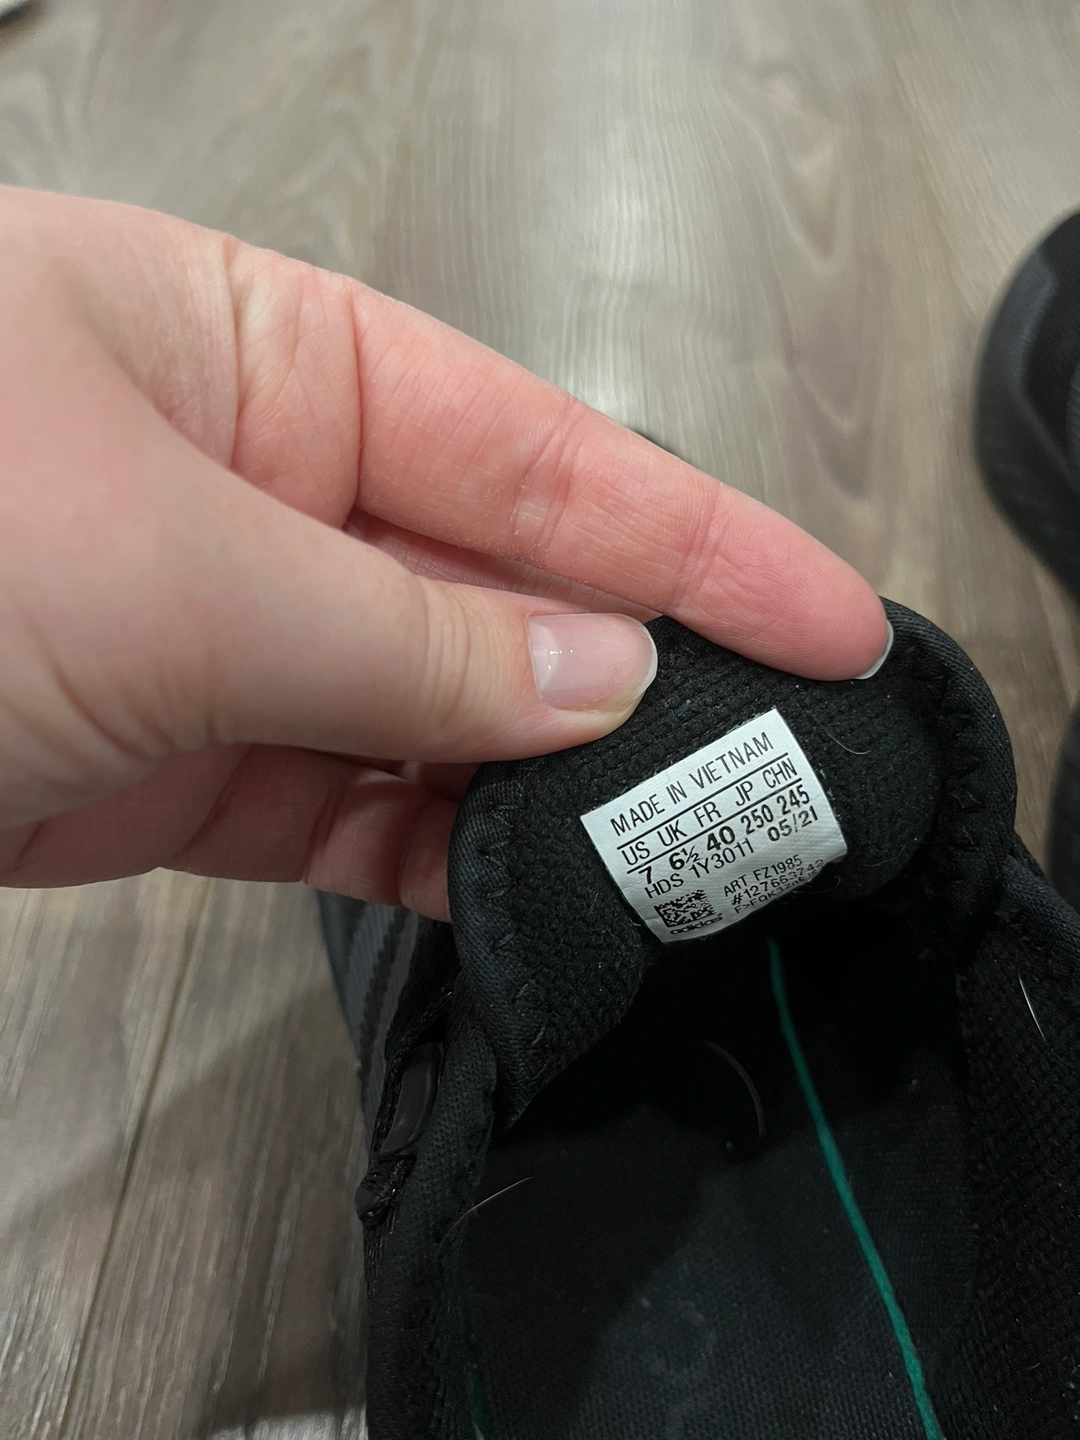 MADE IN VIETNAM
US UK FR JP CHN
7 6½ 40 250 245
HDS 1Y3011 05/21
ART FZ1985
adidas